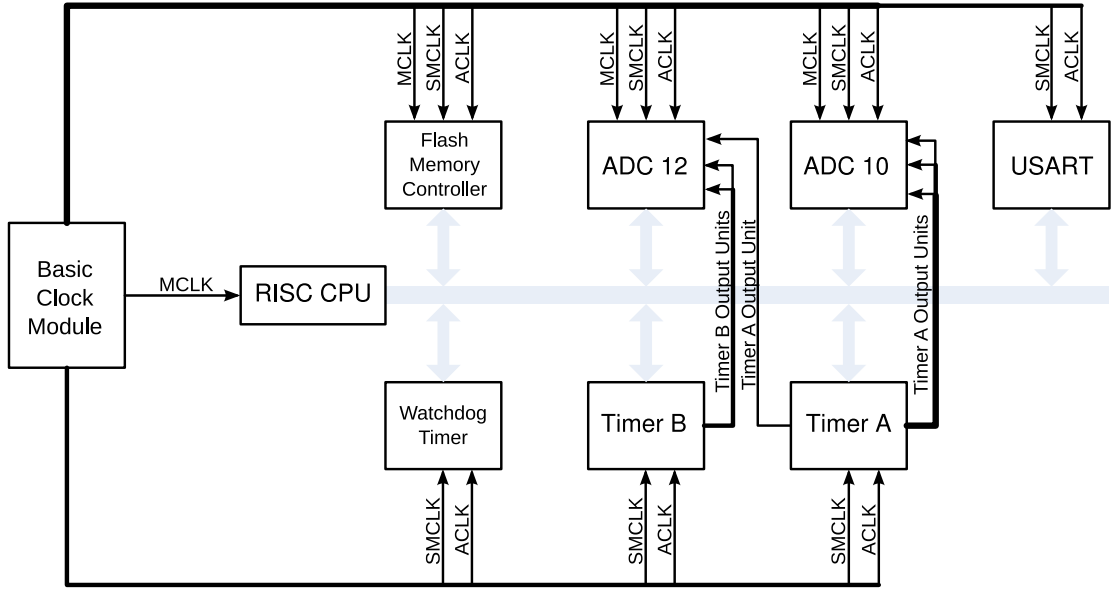 MCLK
SMCLK
ACLK
MCLK
SMCLK
ACLK
MCLK
SMCLK
ACLK
SMCLK
ACLK
Flash
Memory
Controller
ADC 12
ADC 10
USART
Basic
Clock
Module
MCLK
RISC CPU
Timer B Output Units
Timer A Output Unit
Timer A Output Units
Watchdog
Timer
Timer B
Timer A
SMCLK
ACLK
SMCLK
ACLK
SMCLK
ACLK